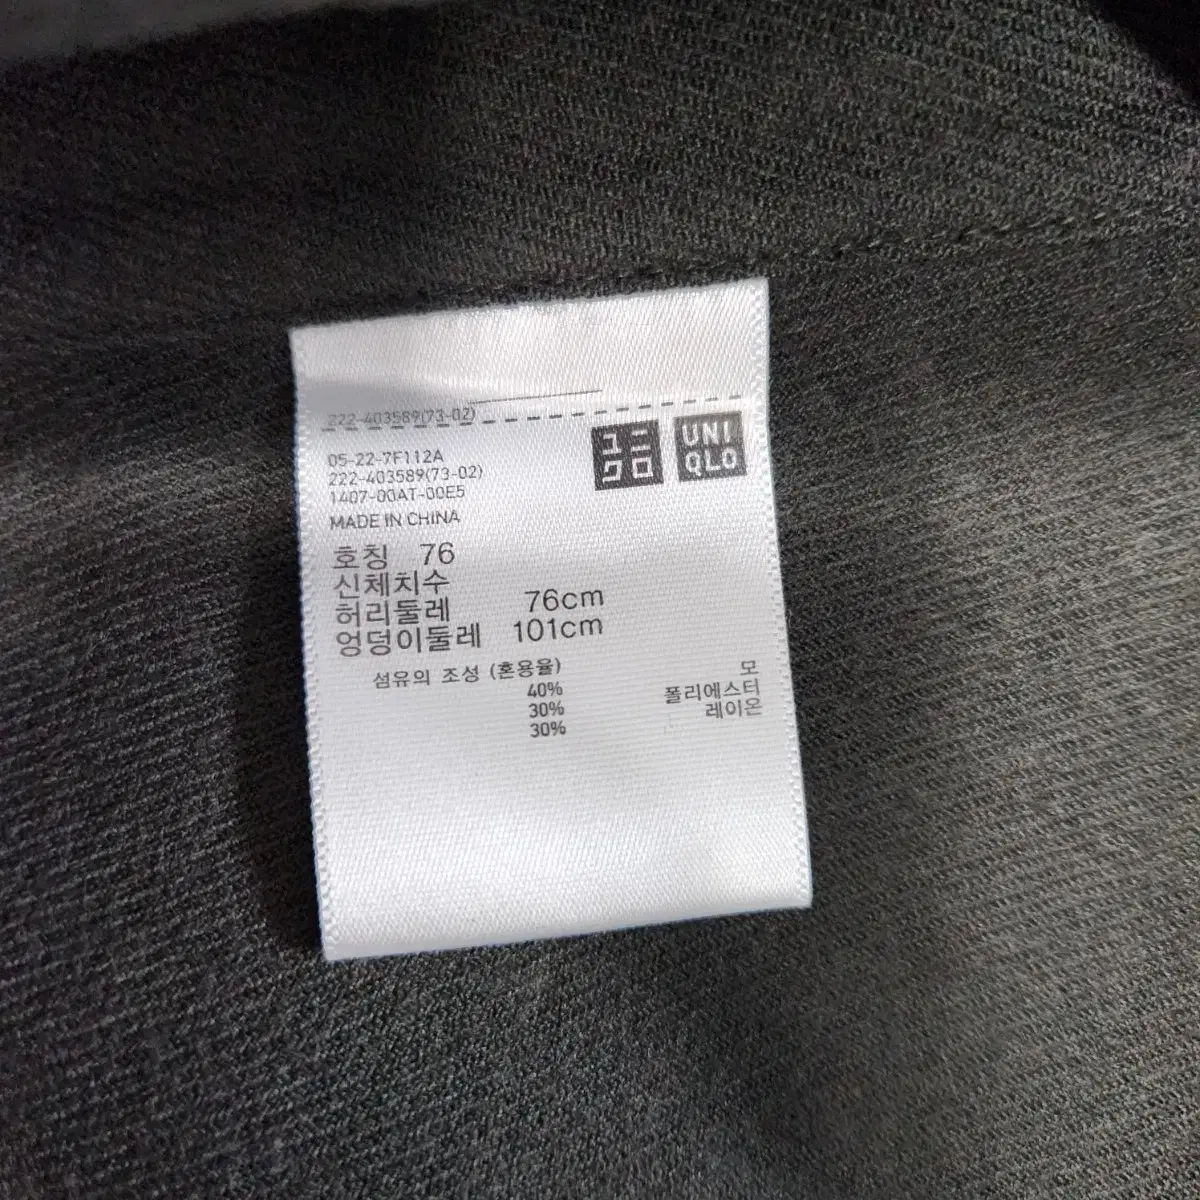 222-403589(73-02)
ユニ
クロ
UNI
QLO
05-22-7F112A
222-403589(73-02)
1407-00AT-00E5
MADE IN CHINA
호칭 76
신체치수
허리둘레 76cm
엉덩이둘레 101cm
섬유의 조성 (혼용율)
40% 모
30% 폴리에스터
30% 레이온